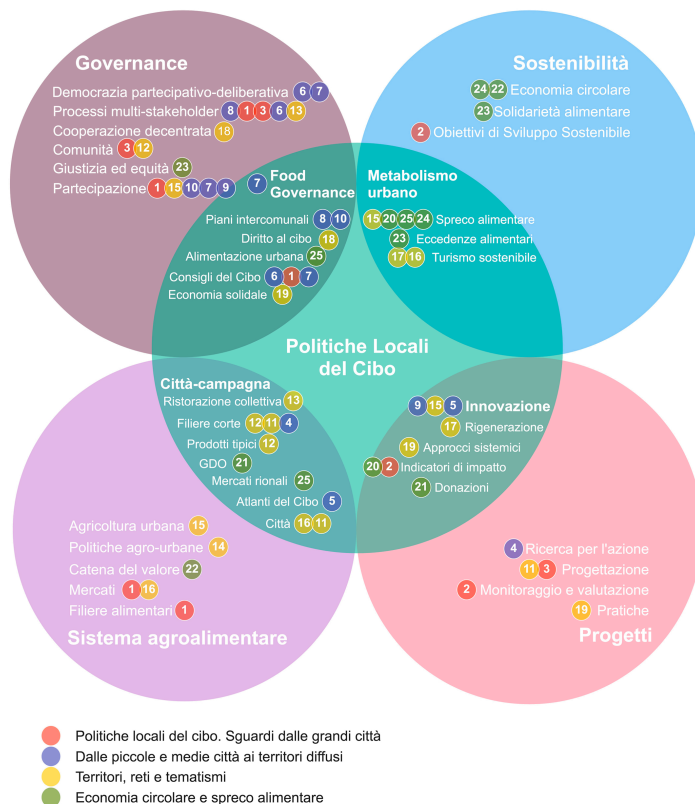 Governance
Democrazia partecipativo-deliberativa 6 7
Processi multi-stakeholder 8 1 3 6 13
Cooperazione decentrata 18
Comunità 3 12
Giustizia ed equità 23
Partecipazione 1 15 10 7 9
Sostenibilità
24 22 Economia circolare
23 Solidarietà alimentare
2 Obiettivi di Sviluppo Sostenibile
7 Food
Governance
Piani intercomunali 8 10
Diritto al cibo 18
Alimentazione urbana 25
Consigli del Cibo 6 1 7
Economia solidale 19
Metabolismo
urbano
15 20 25 24 Spreco alimentare
23 Eccedenze alimentari
17 16 Turismo sostenibile
Politiche Locali
del Cibo
Città-campagna
Ristorazione collettiva 13
Filiere corte 12 11 4
Prodotti tipici 12
GDO 21
Mercati rionali 25
Atlanti del Cibo 5
Città 16 11
9 15 5 Innovazione
17 Rigenerazione
19 Approcci sistemici
20 2 Indicatori di impatto
21 Donazioni
Agricoltura urbana 15
Politiche agro-urbane 14
Catena del valore 22
Mercati 1 16
Filiere alimentari 1
Sistema agroalimentare
4 Ricerca per l'azione
11 3 Progettazione
2 Monitoraggio e valutazione
19 Pratiche
Progetti
Politiche locali del cibo. Sguardi dalle grandi città
Dalle piccole e medie città ai territori diffusi
Territori, reti e tematismi
Economia circolare e spreco alimentare